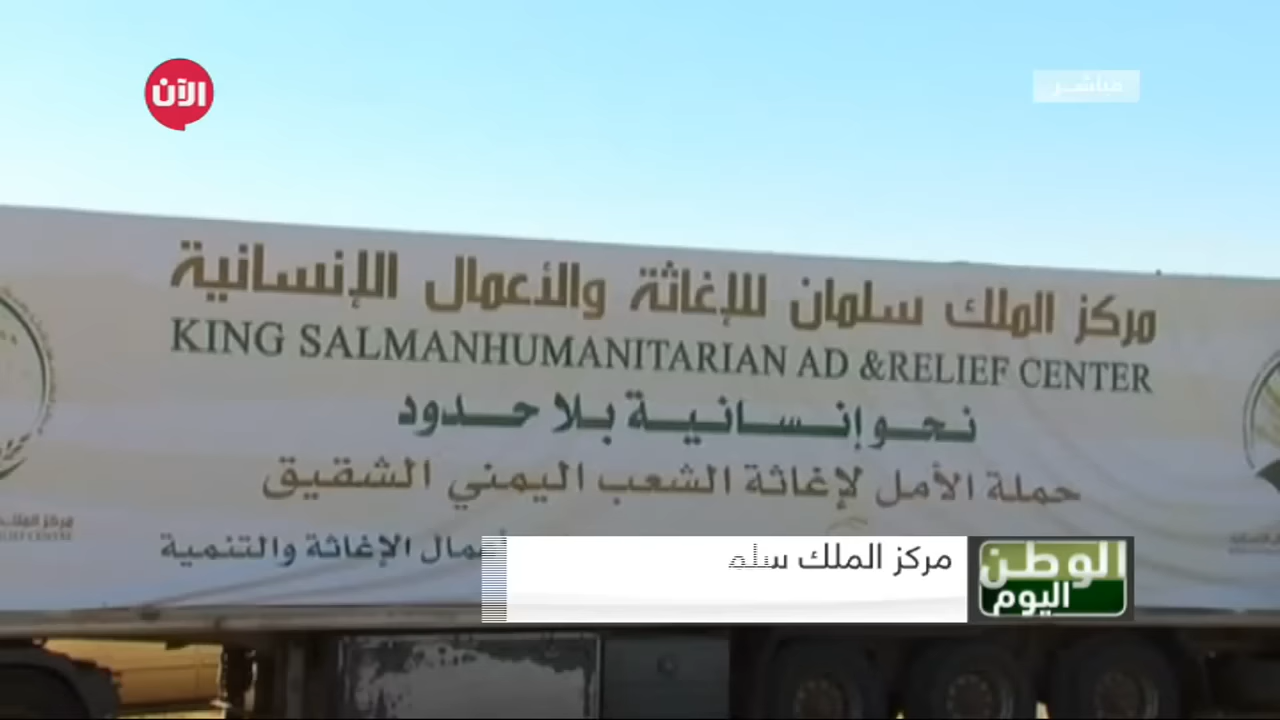 الآن
مباشر
مركز الملك سلمان للإغاثة والأعمال الإنسانية
KING SALMANHUMANITARIAN AD &RELIEF CENTER
نحو إنسانية بلا حدود
حملة الأمل لإغاثة الشعب اليمني الشقيق
الإغاثة والتنمية
مركز الملك سلم
الوطن
اليوم